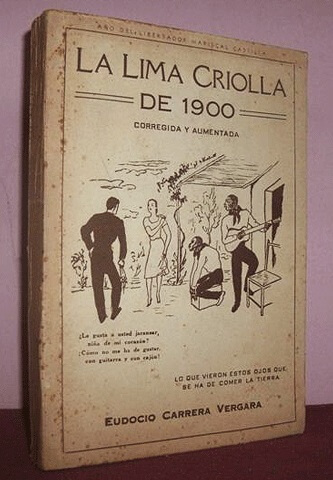 AÑO DEL LIBERTADOR MARISCAL CASTILLA
LA LIMA CRIOLLA
DE 1900
CORREGIDA Y AUMENTADA
¿Le gusta a usted jaranear,
niña de mi corazón?
¡Cómo no me ha de gustar,
con guitarra y con cajón!
LO QUE VIERON ESTOS OJOS QUE
SE HA DE COMER LA TIERRA
EUDOCIO CARRERA VERGARA